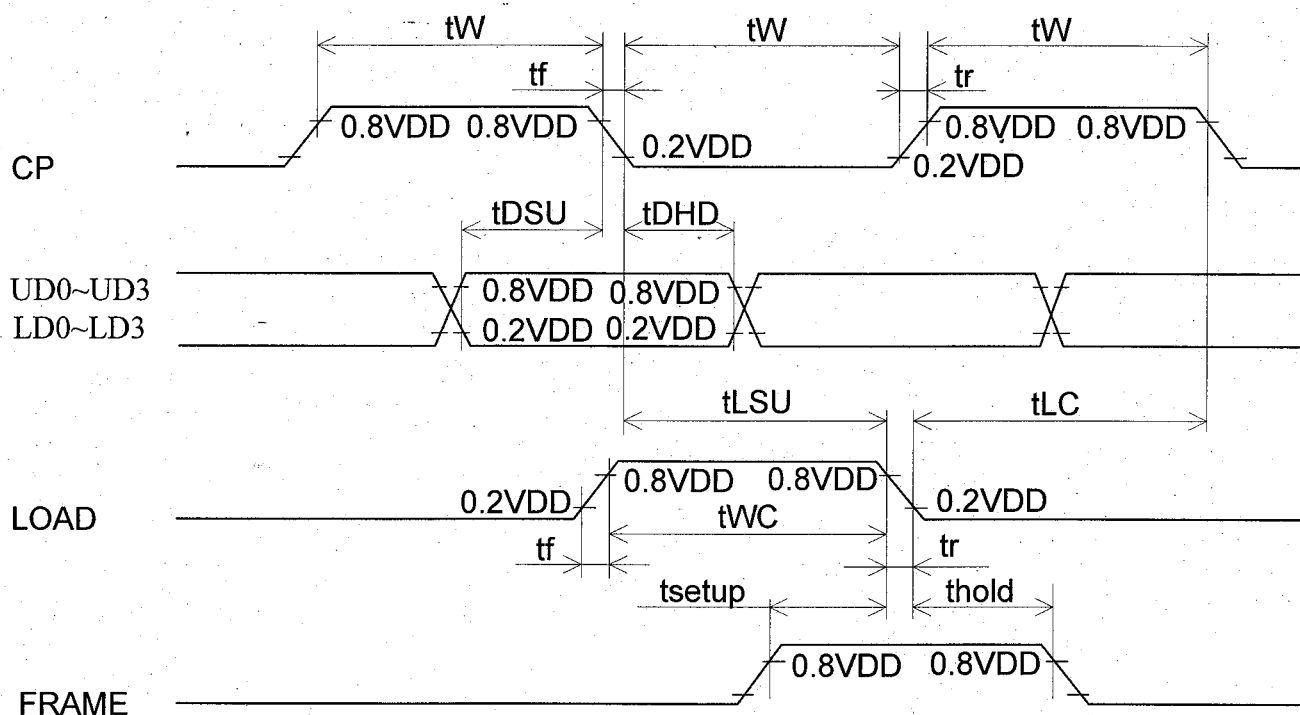 tW tW tW
tf tr
0.8VDD 0.8VDD 0.8VDD 0.8VDD
CP 0.2VDD 0.2VDD
tDSU tDHD
UD0~UD3 0.8VDD 0.8VDD
LD0~LD3 0.2VDD 0.2VDD
tLSU tLC
0.8VDD 0.8VDD
LOAD 0.2VDD 0.2VDD
tWC
tf tr
tsetup thold
0.8VDD 0.8VDD
FRAME